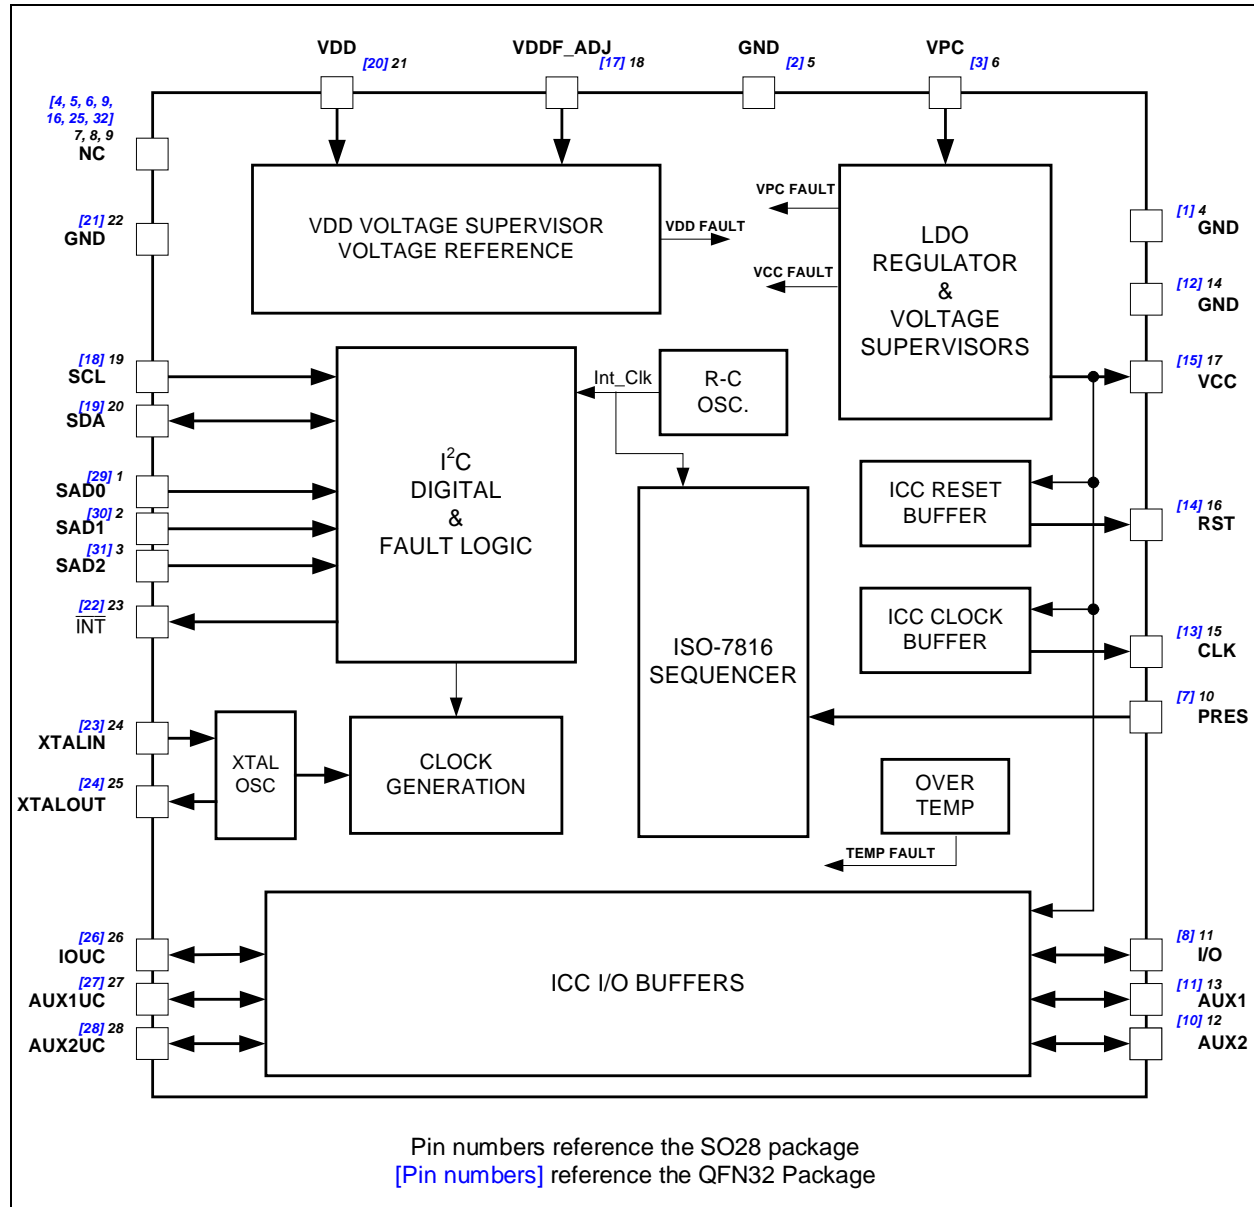 VDD
[20] 21
VDDF_ADJ
[17] 18
GND
[2] 5
VPC
[3] 6
[4, 5, 6, 9,
16, 25, 32]
7, 8, 9
NC
[21] 22
GND
VDD VOLTAGE SUPERVISOR
VOLTAGE REFERENCE
VDD FAULT
VPC FAULT
VCC FAULT
LDO
REGULATOR
&
VOLTAGE
SUPERVISORS
[1] 4
GND
[12] 14
GND
[15] 17
VCC
[18] 19
SCL
[19] 20
SDA
[29] 1
SAD0
[30] 2
SAD1
[31] 3
SAD2
[22] 23
INT
I²C
DIGITAL
&
FAULT LOGIC
Int_Clk
R-C
OSC.
ICC RESET
BUFFER
[14] 16
RST
ICC CLOCK
BUFFER
[13] 15
CLK
ISO-7816
SEQUENCER
[7] 10
PRES
[23] 24
XTALIN
[24] 25
XTALOUT
XTAL
OSC
CLOCK
GENERATION
OVER
TEMP
TEMP FAULT
[26] 26
IOUC
[27] 27
AUX1UC
[28] 28
AUX2UC
ICC I/O BUFFERS
[8] 11
I/O
[11] 13
AUX1
[10] 12
AUX2
Pin numbers reference the SO28 package
[Pin numbers] reference the QFN32 Package